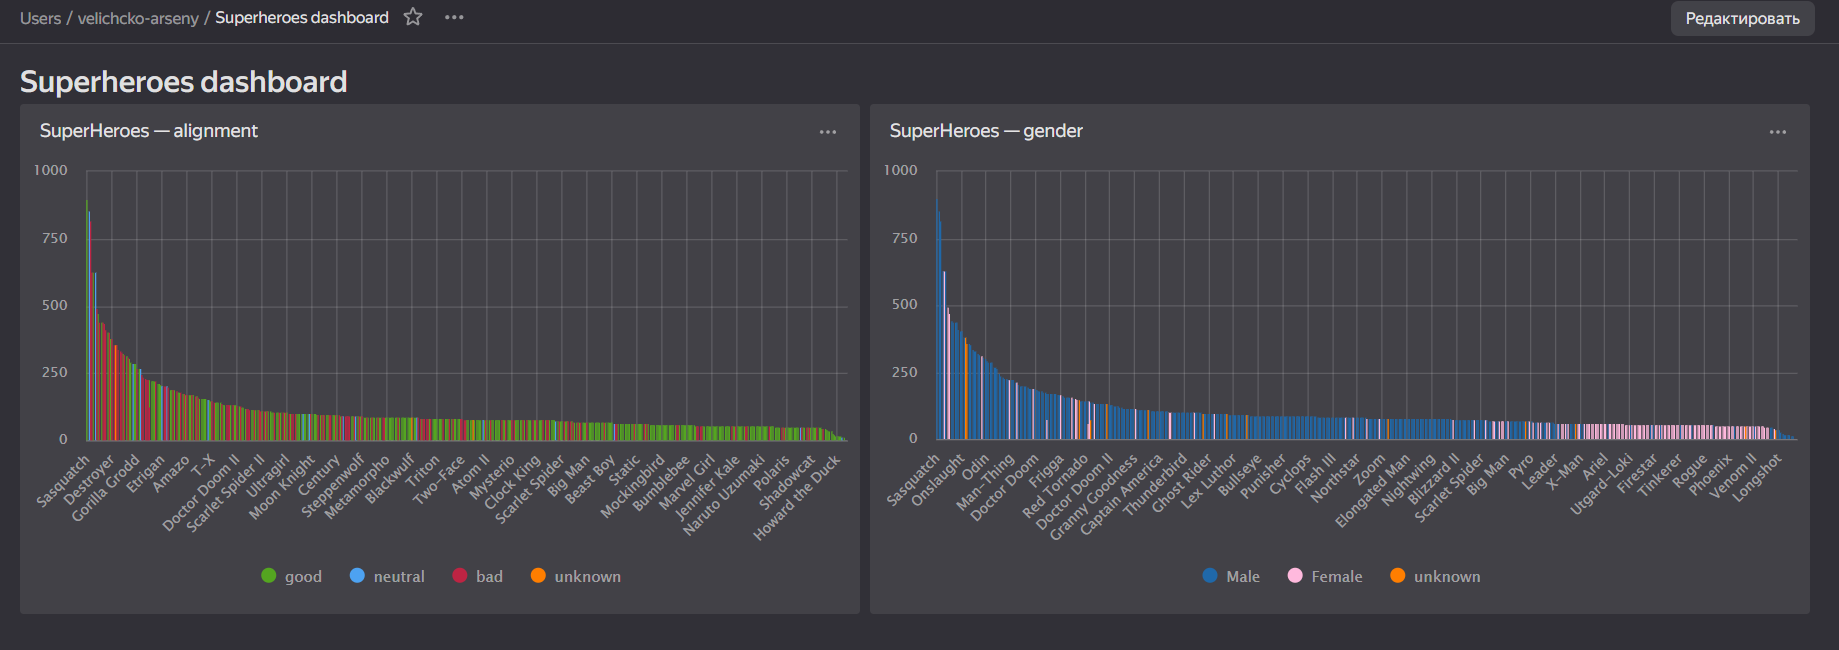 Users / velichcko-arseny / Superheroes dashboard
Редактировать
Superheroes dashboard
SuperHeroes — alignment
1000
750
500
250
0
Sasquatch
Destroyer
Gorilla Grodd
Etrigan
Amazo
T-X
Doctor Doom II
Scarlet Spider II
Ultragirl
Moon Knight
Century
Steppenwolf
Metamorpho
Blackwulf
Triton
Two-Face
Atom II
Mysterio
Clock King
Scarlet Spider
Big Man
Beast Boy
Static
Mockingbird
Bumblebee
Marvel Girl
Jennifer Kale
Naruto Uzumaki
Polaris
Shadowcat
Howard the Duck
good
neutral
bad
unknown
SuperHeroes — gender
1000
750
500
250
0
Sasquatch
Onslaught
Odin
Man-Thing
Doctor Doom
Frigga
Red Tornado
Doctor Doom II
Granny Goodness
Captain America
Thunderbird
Ghost Rider
Lex Luthor
Bullseye
Punisher
Cyclops
Flash III
Northstar
Zoom
Elongated Man
Nightwing
Blizzard II
Scarlet Spider
Big Man
Pyro
Leader
X-Man
Ariel
Utgard-Loki
Firestar
Tinkerer
Rogue
Phoenix
Venom II
Longshot
Male
Female
unknown